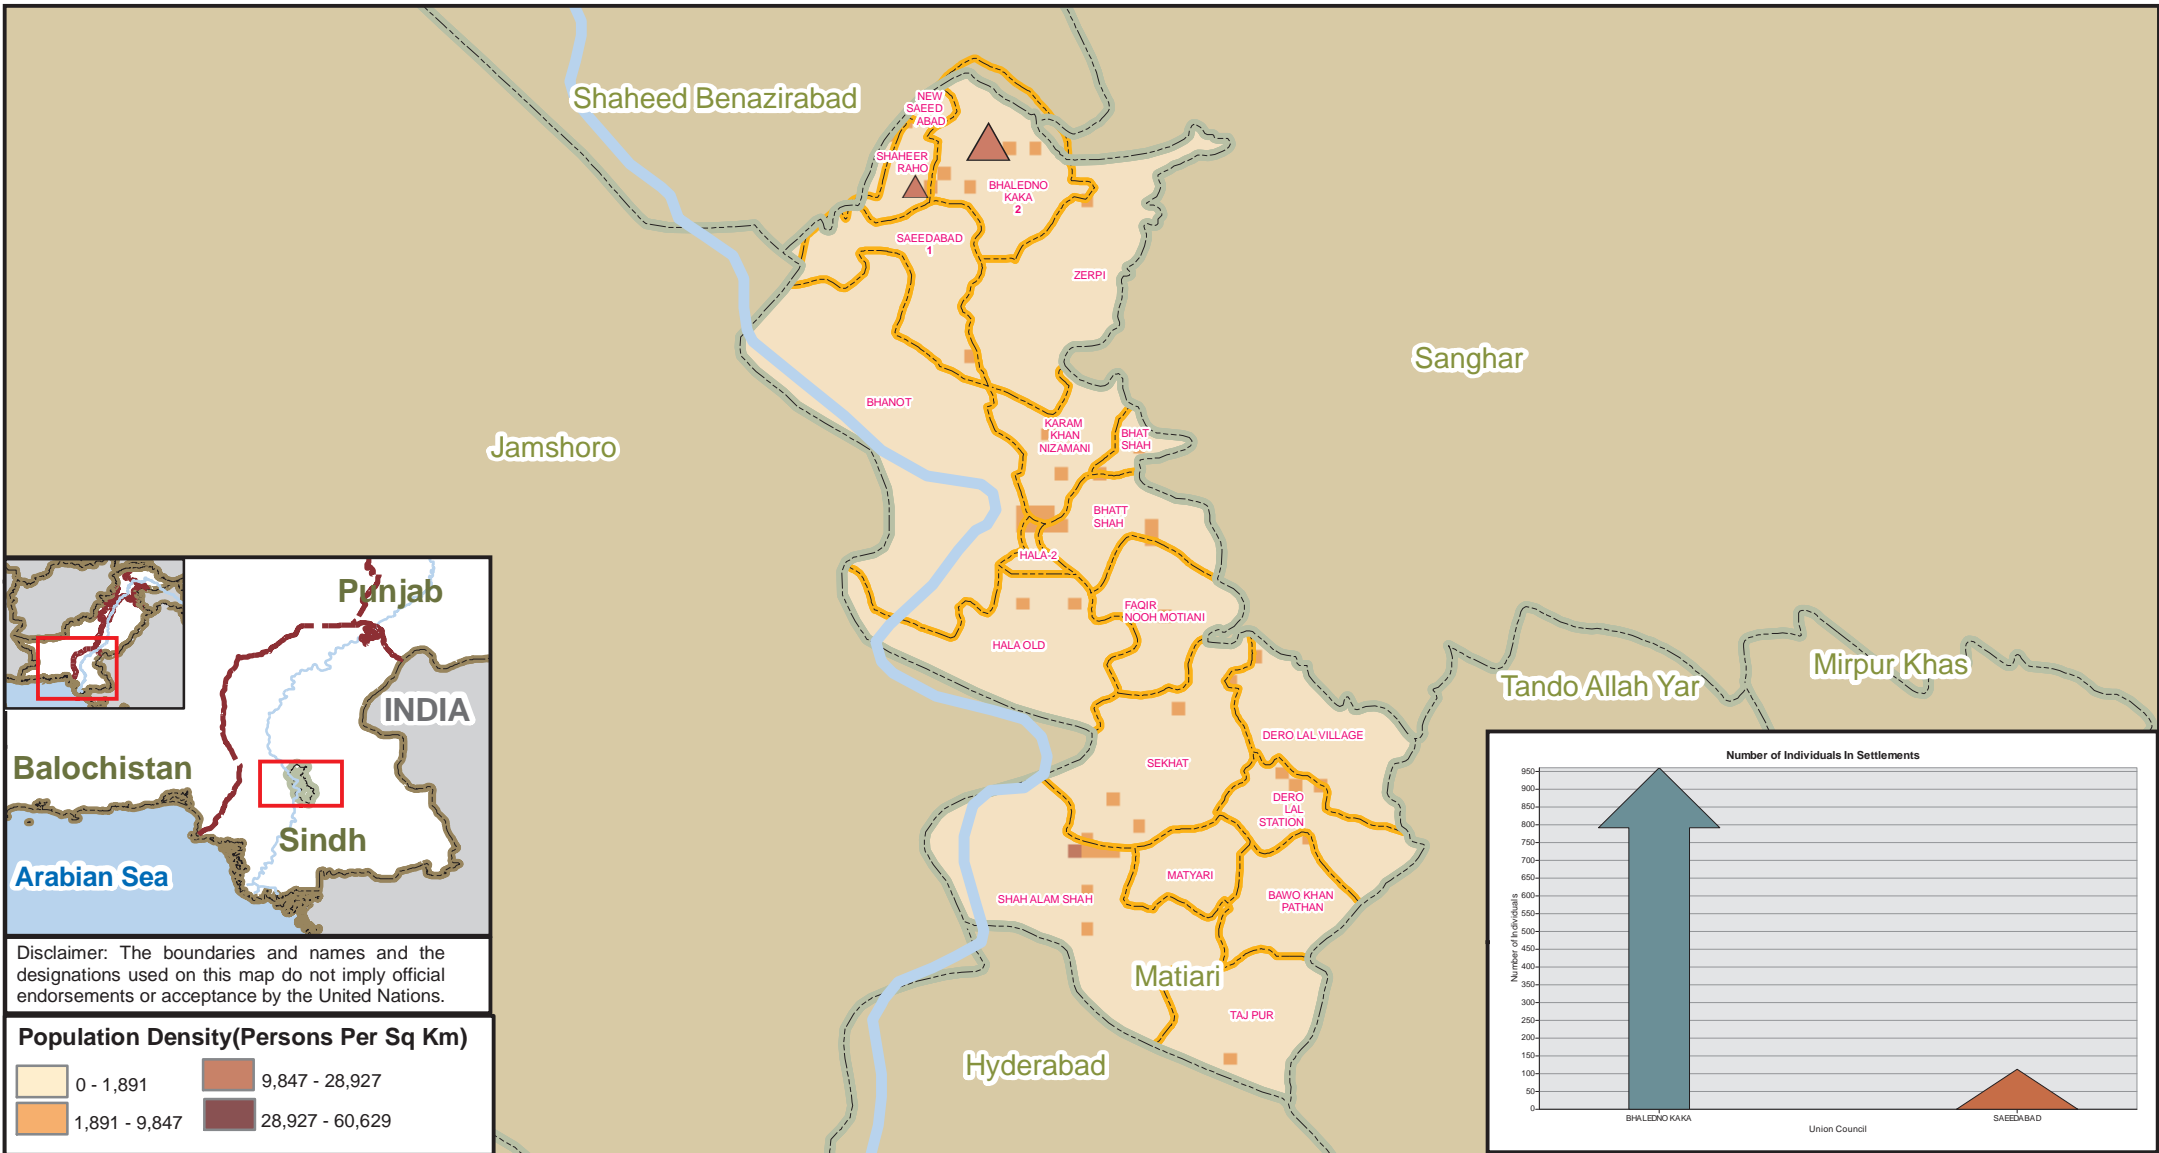 Shaheed Benazirabad
NEW
SAEED
ABAD
SHAHEER
RAHO
BHALEDNO
KAKA
2
SAEEDABAD
1
ZERPI
Sanghar
BHANOT
Jamshoro
KARAM
KHAN
NIZAMANI
BHAT
SHAH
BHATT
SHAH
HALA-2
FAQIR
NOOH MOTIANI
HALA OLD
Tando Allah Yar
Mirpur Khas
DERO LAL VILLAGE
SEKHAT
DERO
LAL
STATION
MATYARI
SHAH ALAM SHAH
BAWO KHAN
PATHAN
Matiari
TAJ PUR
Hyderabad
Punjab
INDIA
Balochistan
Sindh
Arabian Sea
Disclaimer: The boundaries and names and the
designations used on this map do not imply official
endorsements or acceptance by the United Nations.
Population Density(Persons Per Sq Km)
0 - 1,891
9,847 - 28,927
1,891 - 9,847
28,927 - 60,629
Number of Individuals In Settlements
Number of Individuals
950
900
850
800
750
700
650
600
550
500
450
400
350
300
250
200
150
100
50
0
BHALEDNO KAKA
SAEEDABAD
Union Council